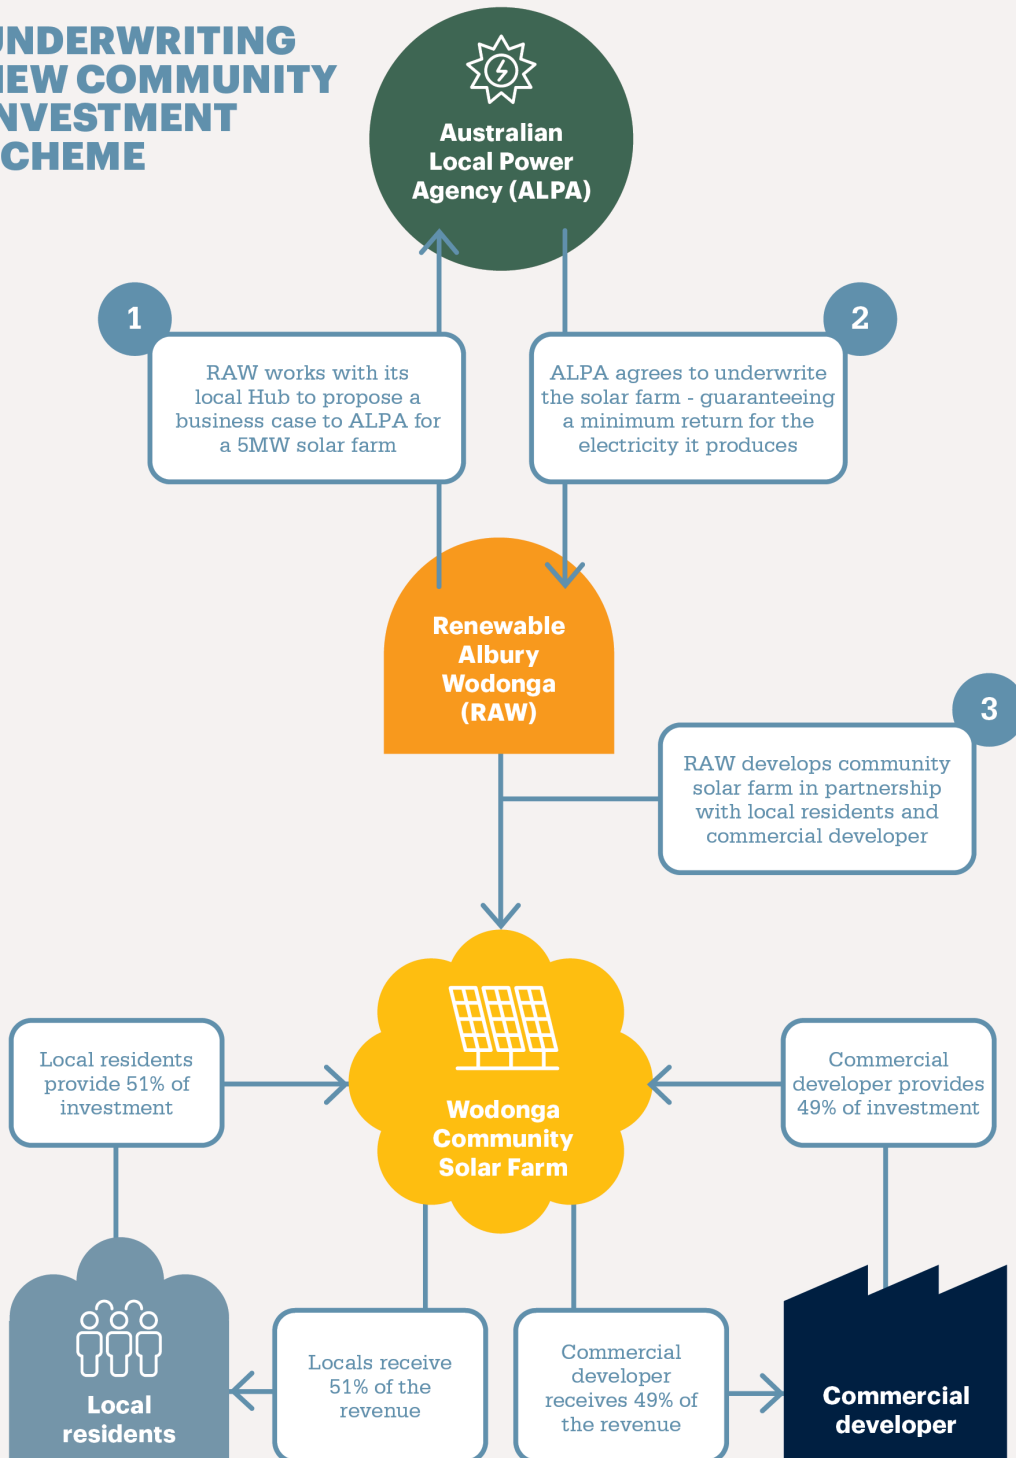 UNDERWRITING
NEW COMMUNITY
INVESTMENT
SCHEME
Australian
Local Power
Agency (ALPA)
1
RAW works with its
local Hub to propose a
business case to ALPA for
a 5MW solar farm
2
ALPA agrees to underwrite
the solar farm - guaranteeing
a minimum return for the
electricity it produces
Renewable
Albury
Wodonga
(RAW)
3
RAW develops community
solar farm in partnership
with local residents and
commercial developer
Local residents
provide 51% of
investment
Wodonga
Community
Solar Farm
Commercial
developer provides
49% of investment
Local
residents
Locals receive
51% of the
revenue
Commercial
developer
receives 49% of
the revenue
Commercial
developer